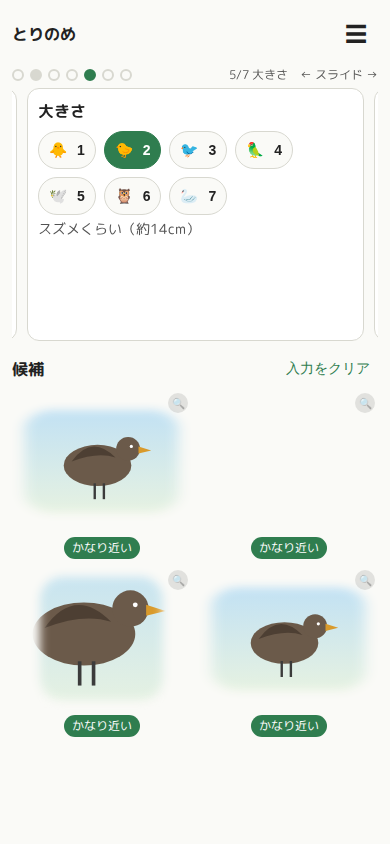 とりのめ
5/7 大きさ ← スライド →
大きさ
1 2 3 4
5 6 7
スズメくらい（約14cm）
候補 入力をクリア
かなり近い かなり近い
かなり近い かなり近い